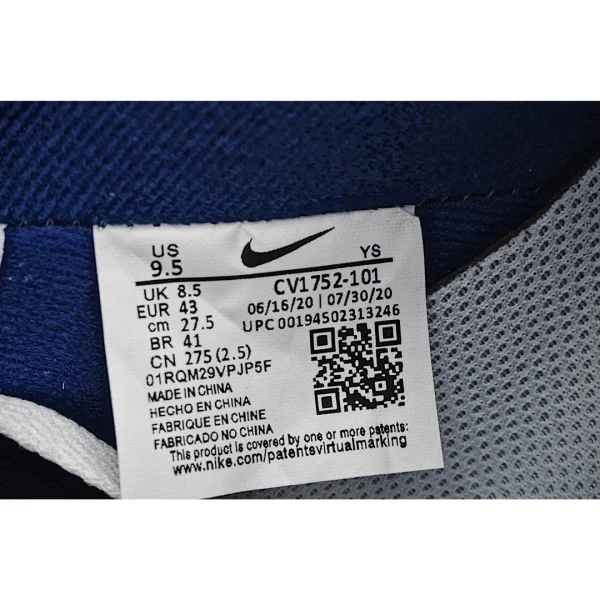 US
9.5
YS
UK 8.5
EUR 43
cm 27.5
BR 41
CN 275 (2.5)
01RQM29VPJP5F
CV1752-101
06/16/20 | 07/30/20
UPC 00194502313246
MADE IN CHINA
HECHO EN CHINA
FABRIQUE EN CHINE
FABRICADO NO CHINA
This product is covered by one or more patents:
www.nike.com/patentsvirtualmarking